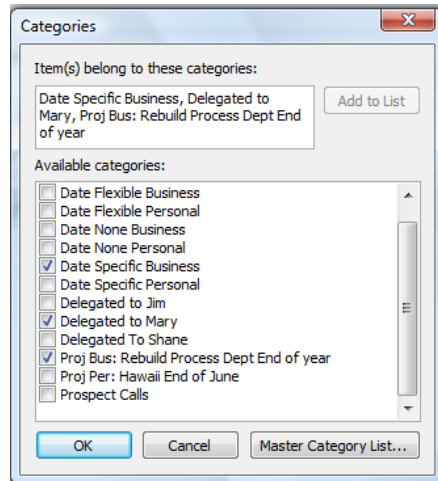 Categories
Item(s) belong to these categories:
Date Specific Business, Delegated to
Mary, Proj Bus: Rebuild Process Dept End
of year
Add to List
Available categories:
Date Flexible Business
Date Flexible Personal
Date None Business
Date None Personal
Date Specific Business
Date Specific Personal
Delegated to Jim
Delegated to Mary
Delegated To Shane
Proj Bus: Rebuild Process Dept End of year
Proj Per: Hawaii End of June
Prospect Calls
OK Cancel Master Category List...